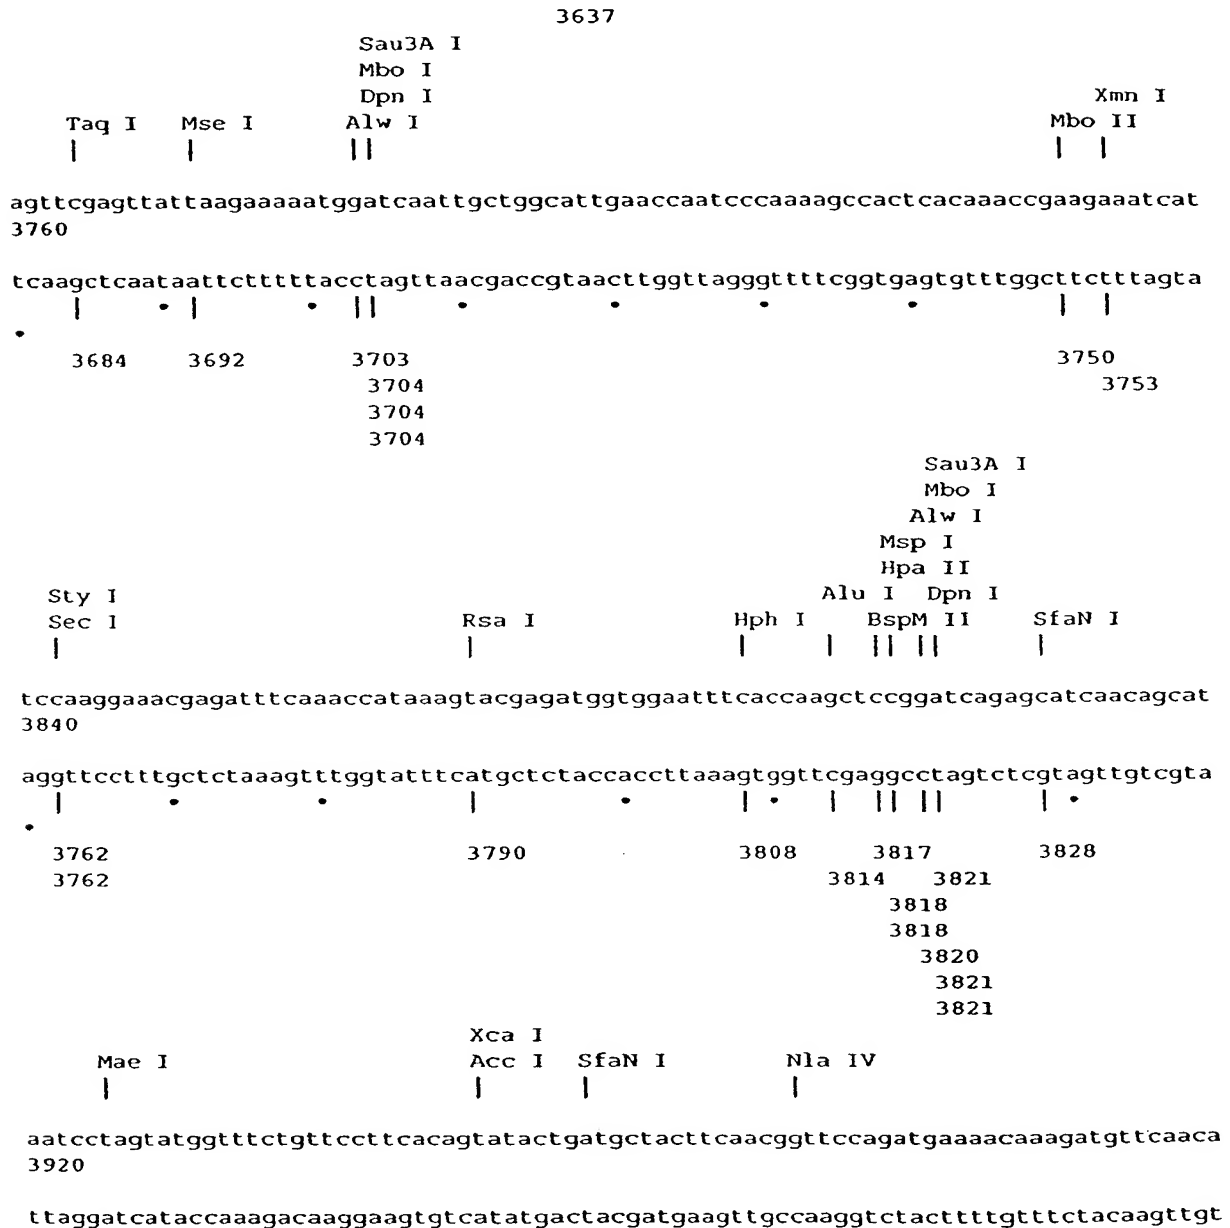 3637
Sau3A I
Mbo I
Dpn I
Xmn I
Taq I Mse I Alw I Mbo II
agttcgagttattaagaaaaatggatcaattgctggcattgaaccaatcccaaaagccactcacaaaccgaagaaatcat
3760
tcaagctcaataattctttttacctagttaacgaccgtaacttggttagggttttcggtgagtgtttggcttctttagta
3684 3692 3703 3750
3704 3753
3704
3704
Sau3A I
Mbo I
Alw I
Msp I
Hpa II
Sty I Alu I Dpn I
Sec I Rsa I Hph I BspM II SfaN I
tccaaggaaacgagatttcaaaccataaagtacgagatggtggaatttcaccaagctccggatcagagcatcaacagcat
3840
aggttcctttgctctaaagtttggtatttcatgctctaccaccttaaagtggttcgaggcctagtctcgtagttgtcgta
3762 3790 3808 3817 3828
3762 3814 3821
3818
3818
3820
3821
3821
Xca I
Mae I Acc I SfaN I Nla IV
aatcctagtatggtttctgttccttcacagtatactgatgctacttcaacggttccagatgaaaacaaagatgttcaaca
3920
ttaggatcataccaaagacaaggaagtgtcatatgactacgatgaagttgccaaggtctacttttgtttctacaagttgt